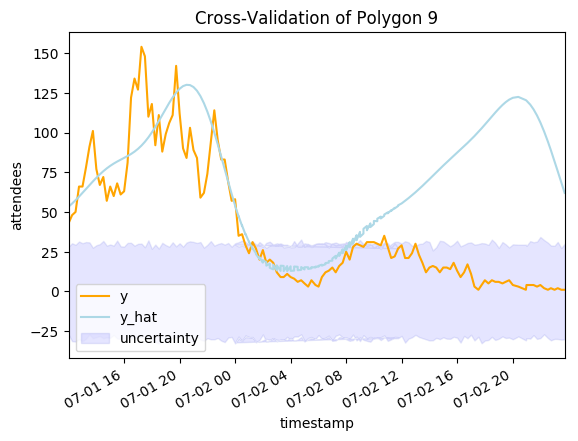 Cross-Validation of Polygon 9
150
125
100
75
50
25
0
−25
attendees
y
y_hat
uncertainty
07-01 16
07-01 20
07-02 00
07-02 04
07-02 08
07-02 12
07-02 16
07-02 20
timestamp